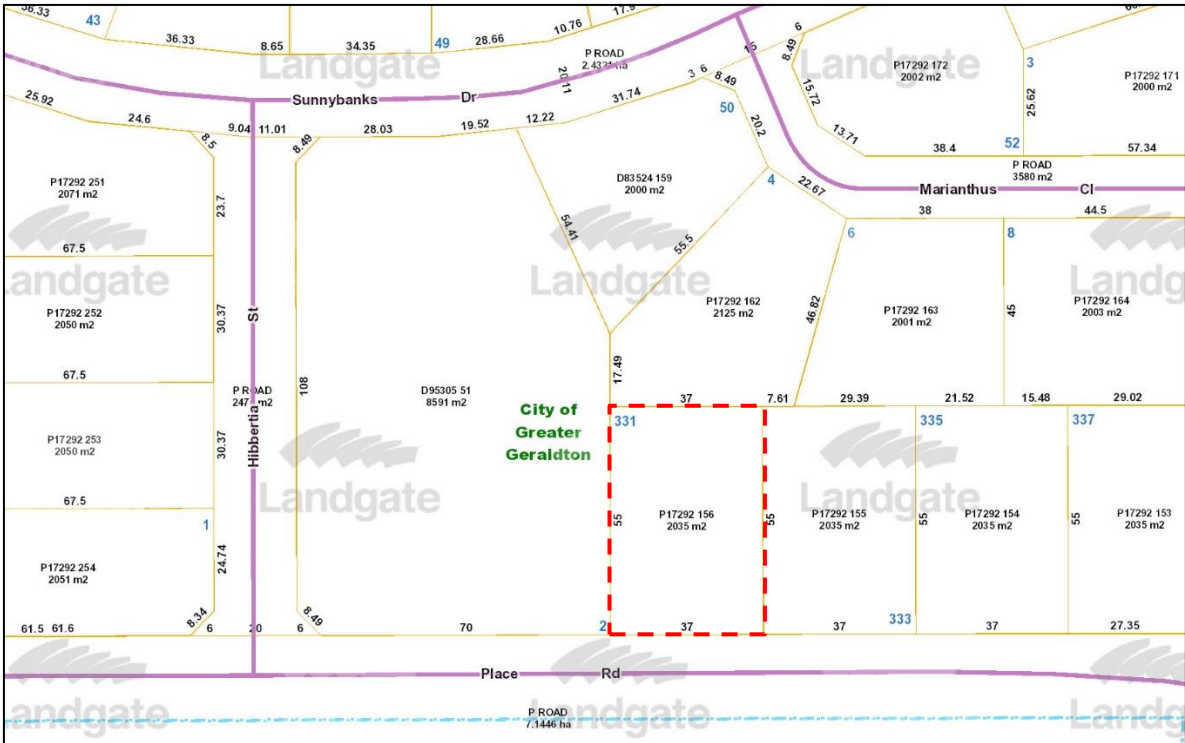 36.33
43
36.33
8.65
34.35
49
28.66
10.76
17.9
P ROAD
2.4321 ha
2011
15
6
8.49
P17292 172
2002 m2
3
P17292 171
2000 m2
Landgate
Landgate
25.92
24.6
9.04
11.01
Sunnybanks Dr
28.03
19.52
12.22
31.74
3
6
8.49
50
20.2
15.72
13.71
38.4
25.62
52
57.34
P ROAD
3580 m2
8.5
8.49
P17292 251
2071 m2
23.7
D83524 159
2000 m2
4
22.67
Marianthus Cl
38
44.5
54.41
55.5
6
8
67.5
Landgate
Landgate
P17292 252
2050 m2
30.37
Hibbertia St
P17292 162
2125 m2
46.82
P17292 163
2001 m2
45
P17292 164
2003 m2
17.49
67.5
P ROAD
108
D95305 51
8591 m2
City of
Greater
Geraldton
37
7.61
29.39
21.52
15.48
29.02
331
335
337
P17292 253
2050 m2
30.37
Landgate
Landgate
67.5
1
55
P17292 156
2035 m2
55
P17292 155
2035 m2
55
P17292 154
2035 m2
55
P17292 153
2035 m2
P17292 254
2051 m2
24.74
8.34
8.49
61.5
61.6
6
20
6
70
2
37
37
333
37
27.35
Place Rd
Landgate
P ROAD
7.1446 ha